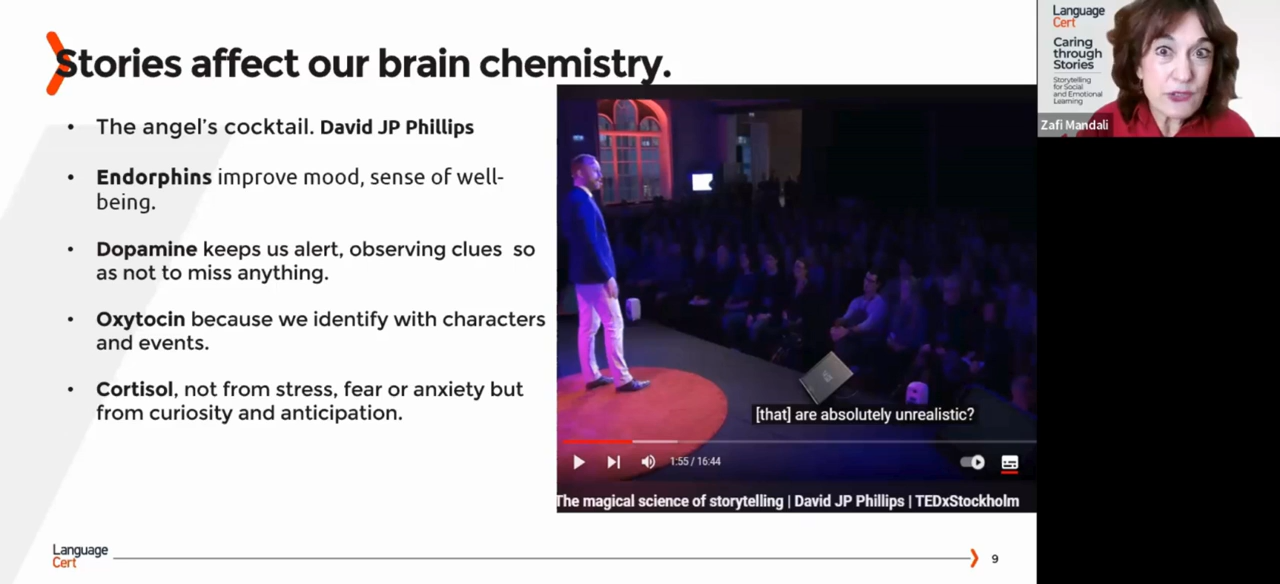 Stories affect our brain chemistry.
• The angel's cocktail. David JP Phillips
• Endorphins improve mood, sense of well-
being.
• Dopamine keeps us alert, observing clues so
as not to miss anything.
• Oxytocin because we identify with characters
and events.
• Cortisol, not from stress, fear or anxiety but
from curiosity and anticipation.
[that] are absolutely unrealistic?
1:55 / 16:44
The magical science of storytelling | David JP Phillips | TEDxStockholm
Language
Cert
9
Language
Cert
Caring
through
Stories
Storytelling
for Social
and Emotional
Learning
Zafi Mandali